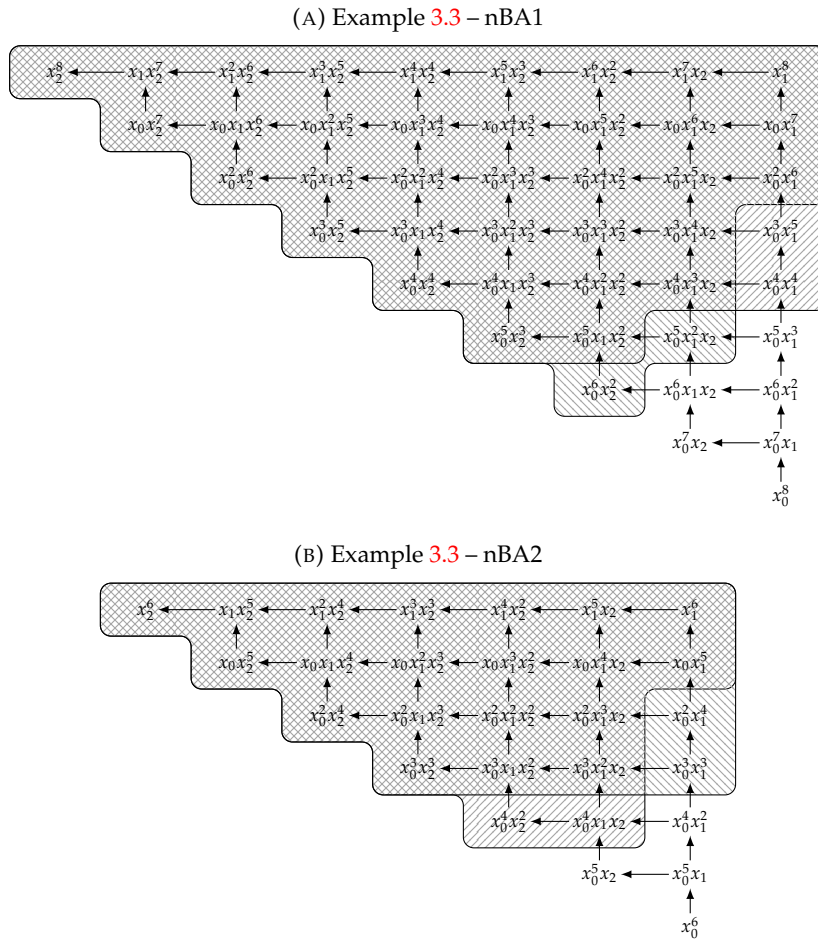 (A) Example 3.3 – nBA1
x_2^8 x_1x_2^7 x_1^2x_2^6 x_1^3x_2^5 x_1^4x_2^4 x_1^5x_2^3 x_1^6x_2^2 x_1^7x_2 x_1^8
x_0x_2^7 x_0x_1x_2^6 x_0x_1^2x_2^5 x_0x_1^3x_2^4 x_0x_1^4x_2^3 x_0x_1^5x_2^2 x_0x_1^6x_2 x_0x_1^7
x_0^2x_2^6 x_0^2x_1x_2^5 x_0^2x_1^2x_2^4 x_0^2x_1^3x_2^3 x_0^2x_1^4x_2^2 x_0^2x_1^5x_2 x_0^2x_1^6
x_0^3x_2^5 x_0^3x_1x_2^4 x_0^3x_1^2x_2^3 x_0^3x_1^3x_2^2 x_0^3x_1^4x_2 x_0^3x_1^5
x_0^4x_2^4 x_0^4x_1x_2^3 x_0^4x_1^2x_2^2 x_0^4x_1^3x_2 x_0^4x_1^4
x_0^5x_2^3 x_0^5x_1x_2^2 x_0^5x_1^2x_2 x_0^5x_1^3
x_0^6x_2^2 x_0^6x_1x_2 x_0^6x_1^2
x_0^7x_2 x_0^7x_1
x_0^8
(B) Example 3.3 – nBA2
x_2^6 x_1x_2^5 x_1^2x_2^4 x_1^3x_2^3 x_1^4x_2^2 x_1^5x_2 x_1^6
x_0x_2^5 x_0x_1x_2^4 x_0x_1^2x_2^3 x_0x_1^3x_2^2 x_0x_1^4x_2 x_0x_1^5
x_0^2x_2^4 x_0^2x_1x_2^3 x_0^2x_1^2x_2^2 x_0^2x_1^3x_2 x_0^2x_1^4
x_0^3x_2^3 x_0^3x_1x_2^2 x_0^3x_1^2x_2 x_0^3x_1^3
x_0^4x_2^2 x_0^4x_1x_2 x_0^4x_1^2
x_0^5x_2 x_0^5x_1
x_0^6